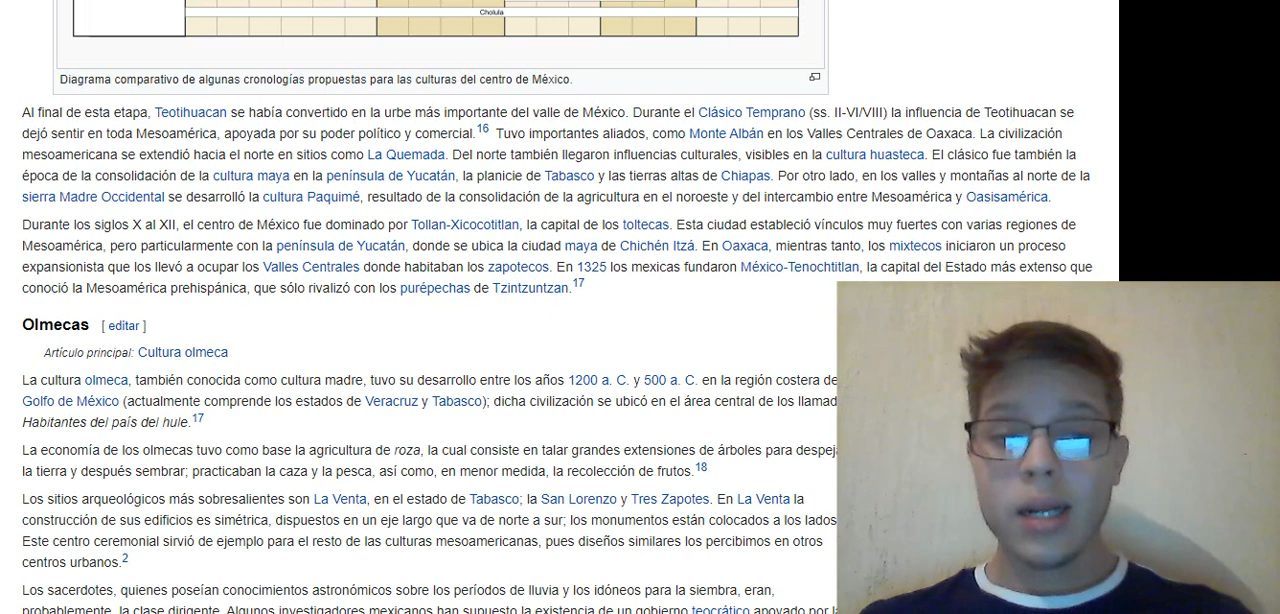 Cholula
Diagrama comparativo de algunas cronologías propuestas para las culturas del centro de México.
Al final de esta etapa, Teotihuacan se había convertido en la urbe más importante del valle de México. Durante el Clásico Temprano (ss. II-VI/VIII) la influencia de Teotihuacan se
dejó sentir en toda Mesoamérica, apoyada por su poder político y comercial.16 Tuvo importantes aliados, como Monte Albán en los Valles Centrales de Oaxaca. La civilización
mesoamericana se extendió hacia el norte en sitios como La Quemada. Del norte también llegaron influencias culturales, visibles en la cultura huasteca. El clásico fue también la
época de la consolidación de la cultura maya en la península de Yucatán, la planicie de Tabasco y las tierras altas de Chiapas. Por otro lado, en los valles y montañas al norte de la
sierra Madre Occidental se desarrolló la cultura Paquimé, resultado de la consolidación de la agricultura en el noroeste y del intercambio entre Mesoamérica y Oasisamérica.
Durante los siglos X al XII, el centro de México fue dominado por Tollan-Xicocotitlan, la capital de los toltecas. Esta ciudad estableció vínculos muy fuertes con varias regiones de
Mesoamérica, pero particularmente con la península de Yucatán, donde se ubica la ciudad maya de Chichén Itzá. En Oaxaca, mientras tanto, los mixtecos iniciaron un proceso
expansionista que los llevó a ocupar los Valles Centrales donde habitaban los zapotecos. En 1325 los mexicas fundaron México-Tenochtitlan, la capital del Estado más extenso que
conoció la Mesoamérica prehispánica, que sólo rivalizó con los purépechas de Tzintzuntzan.17
Olmecas [ editar ]
Artículo principal: Cultura olmeca
La cultura olmeca, también conocida como cultura madre, tuvo su desarrollo entre los años 1200 a. C. y 500 a. C. en la región costera de
Golfo de México (actualmente comprende los estados de Veracruz y Tabasco); dicha civilización se ubicó en el área central de los llamad
Habitantes del país del hule.17
La economía de los olmecas tuvo como base la agricultura de roza, la cual consiste en talar grandes extensiones de árboles para despeja
la tierra y después sembrar; practicaban la caza y la pesca, así como, en menor medida, la recolección de frutos.18
Los sitios arqueológicos más sobresalientes son La Venta, en el estado de Tabasco; la San Lorenzo y Tres Zapotes. En La Venta la
construcción de sus edificios es simétrica, dispuestos en un eje largo que va de norte a sur; los monumentos están colocados a los lados
Este centro ceremonial sirvió de ejemplo para el resto de las culturas mesoamericanas, pues diseños similares los percibimos en otros
centros urbanos.2
Los sacerdotes, quienes poseían conocimientos astronómicos sobre los períodos de lluvia y los idóneos para la siembra, eran,
probablemente, la clase dirigente. Algunos investigadores mexicanos han supuesto la existencia de un gobierno teocrático apoyado por la